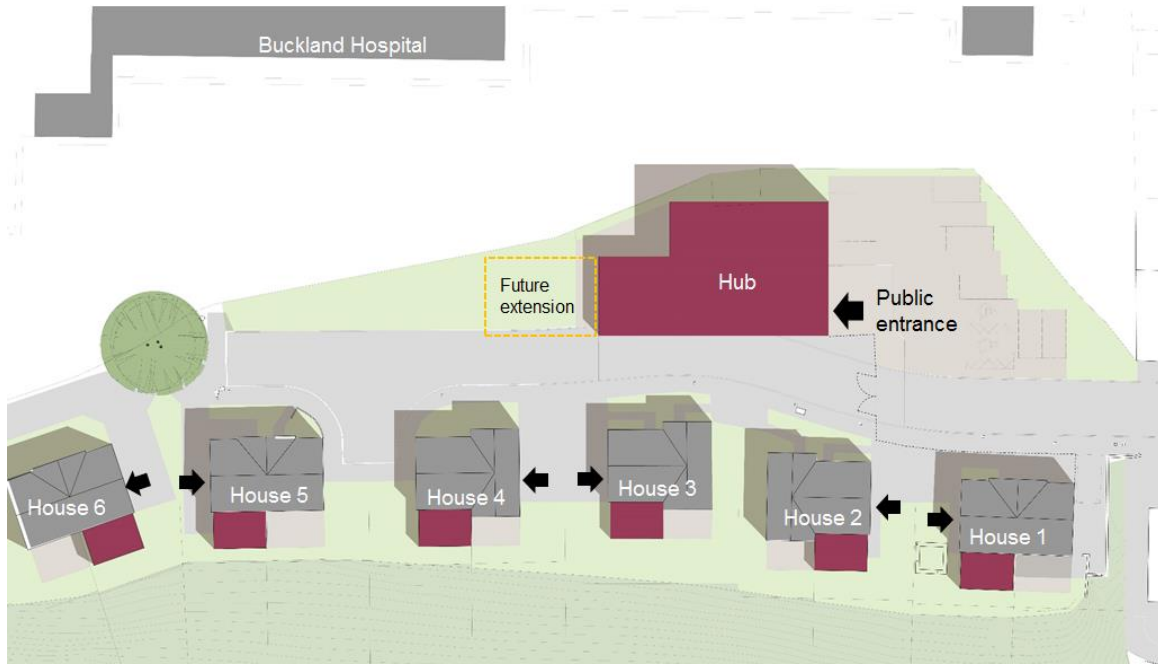 Buckland Hospital
Hub
Future
extension
Public
entrance
House 6
House 5
House 4
House 3
House 2
House 1